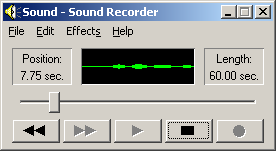 Sound - Sound Recorder
File Edit Effects Help
Position: Length:
7.75 sec. 60.00 sec.